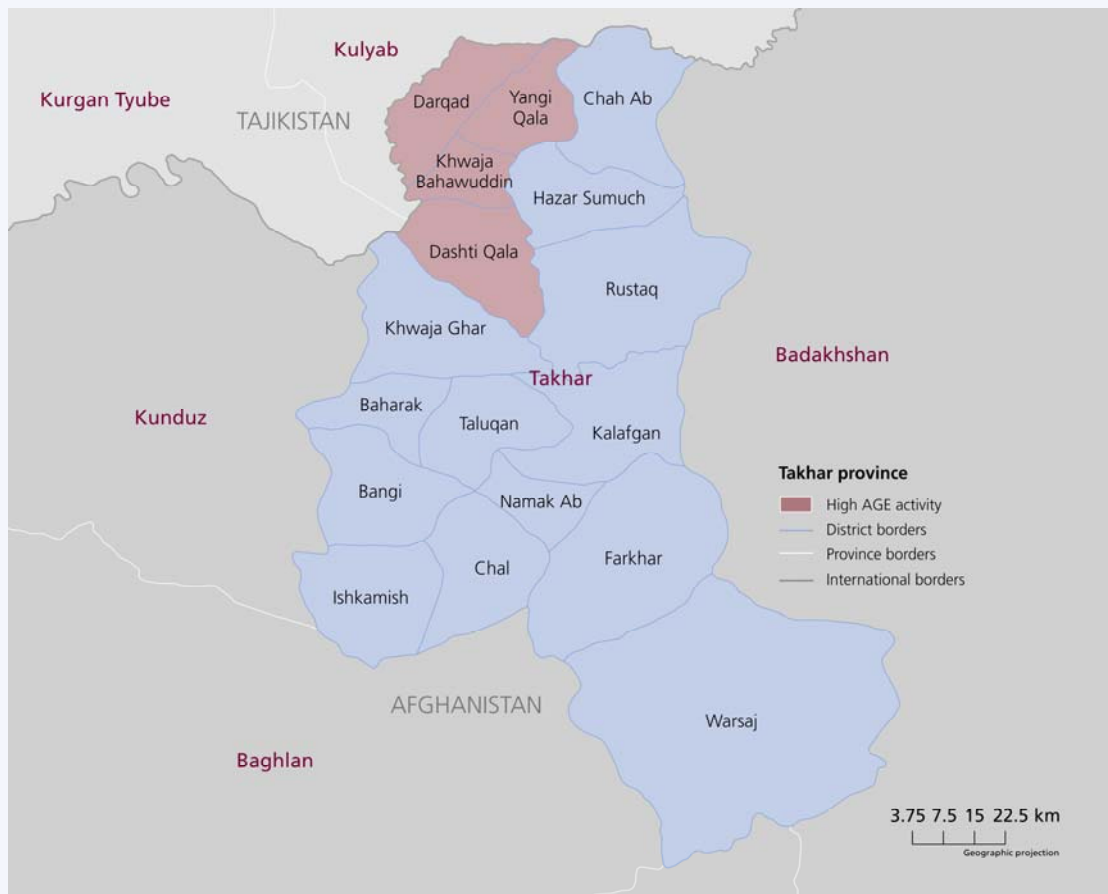 Kulyab
Kurgan Tyube
TAJIKISTAN
Darqad
Yangi
Qala
Chah Ab
Khwaja
Bahawuddin
Hazar Sumuch
Dashti Qala
Rustaq
Khwaja Ghar
Badakhshan
Takhar
Kunduz
Baharak
Taluqan
Kalafgan
Bangi
Namak Ab
Chal
Farkhar
Ishkamish
AFGHANISTAN
Warsaj
Baghlan
Takhar province
High AGE activity
District borders
Province borders
International borders
3.75 7.5 15 22.5 km
Geographic projection